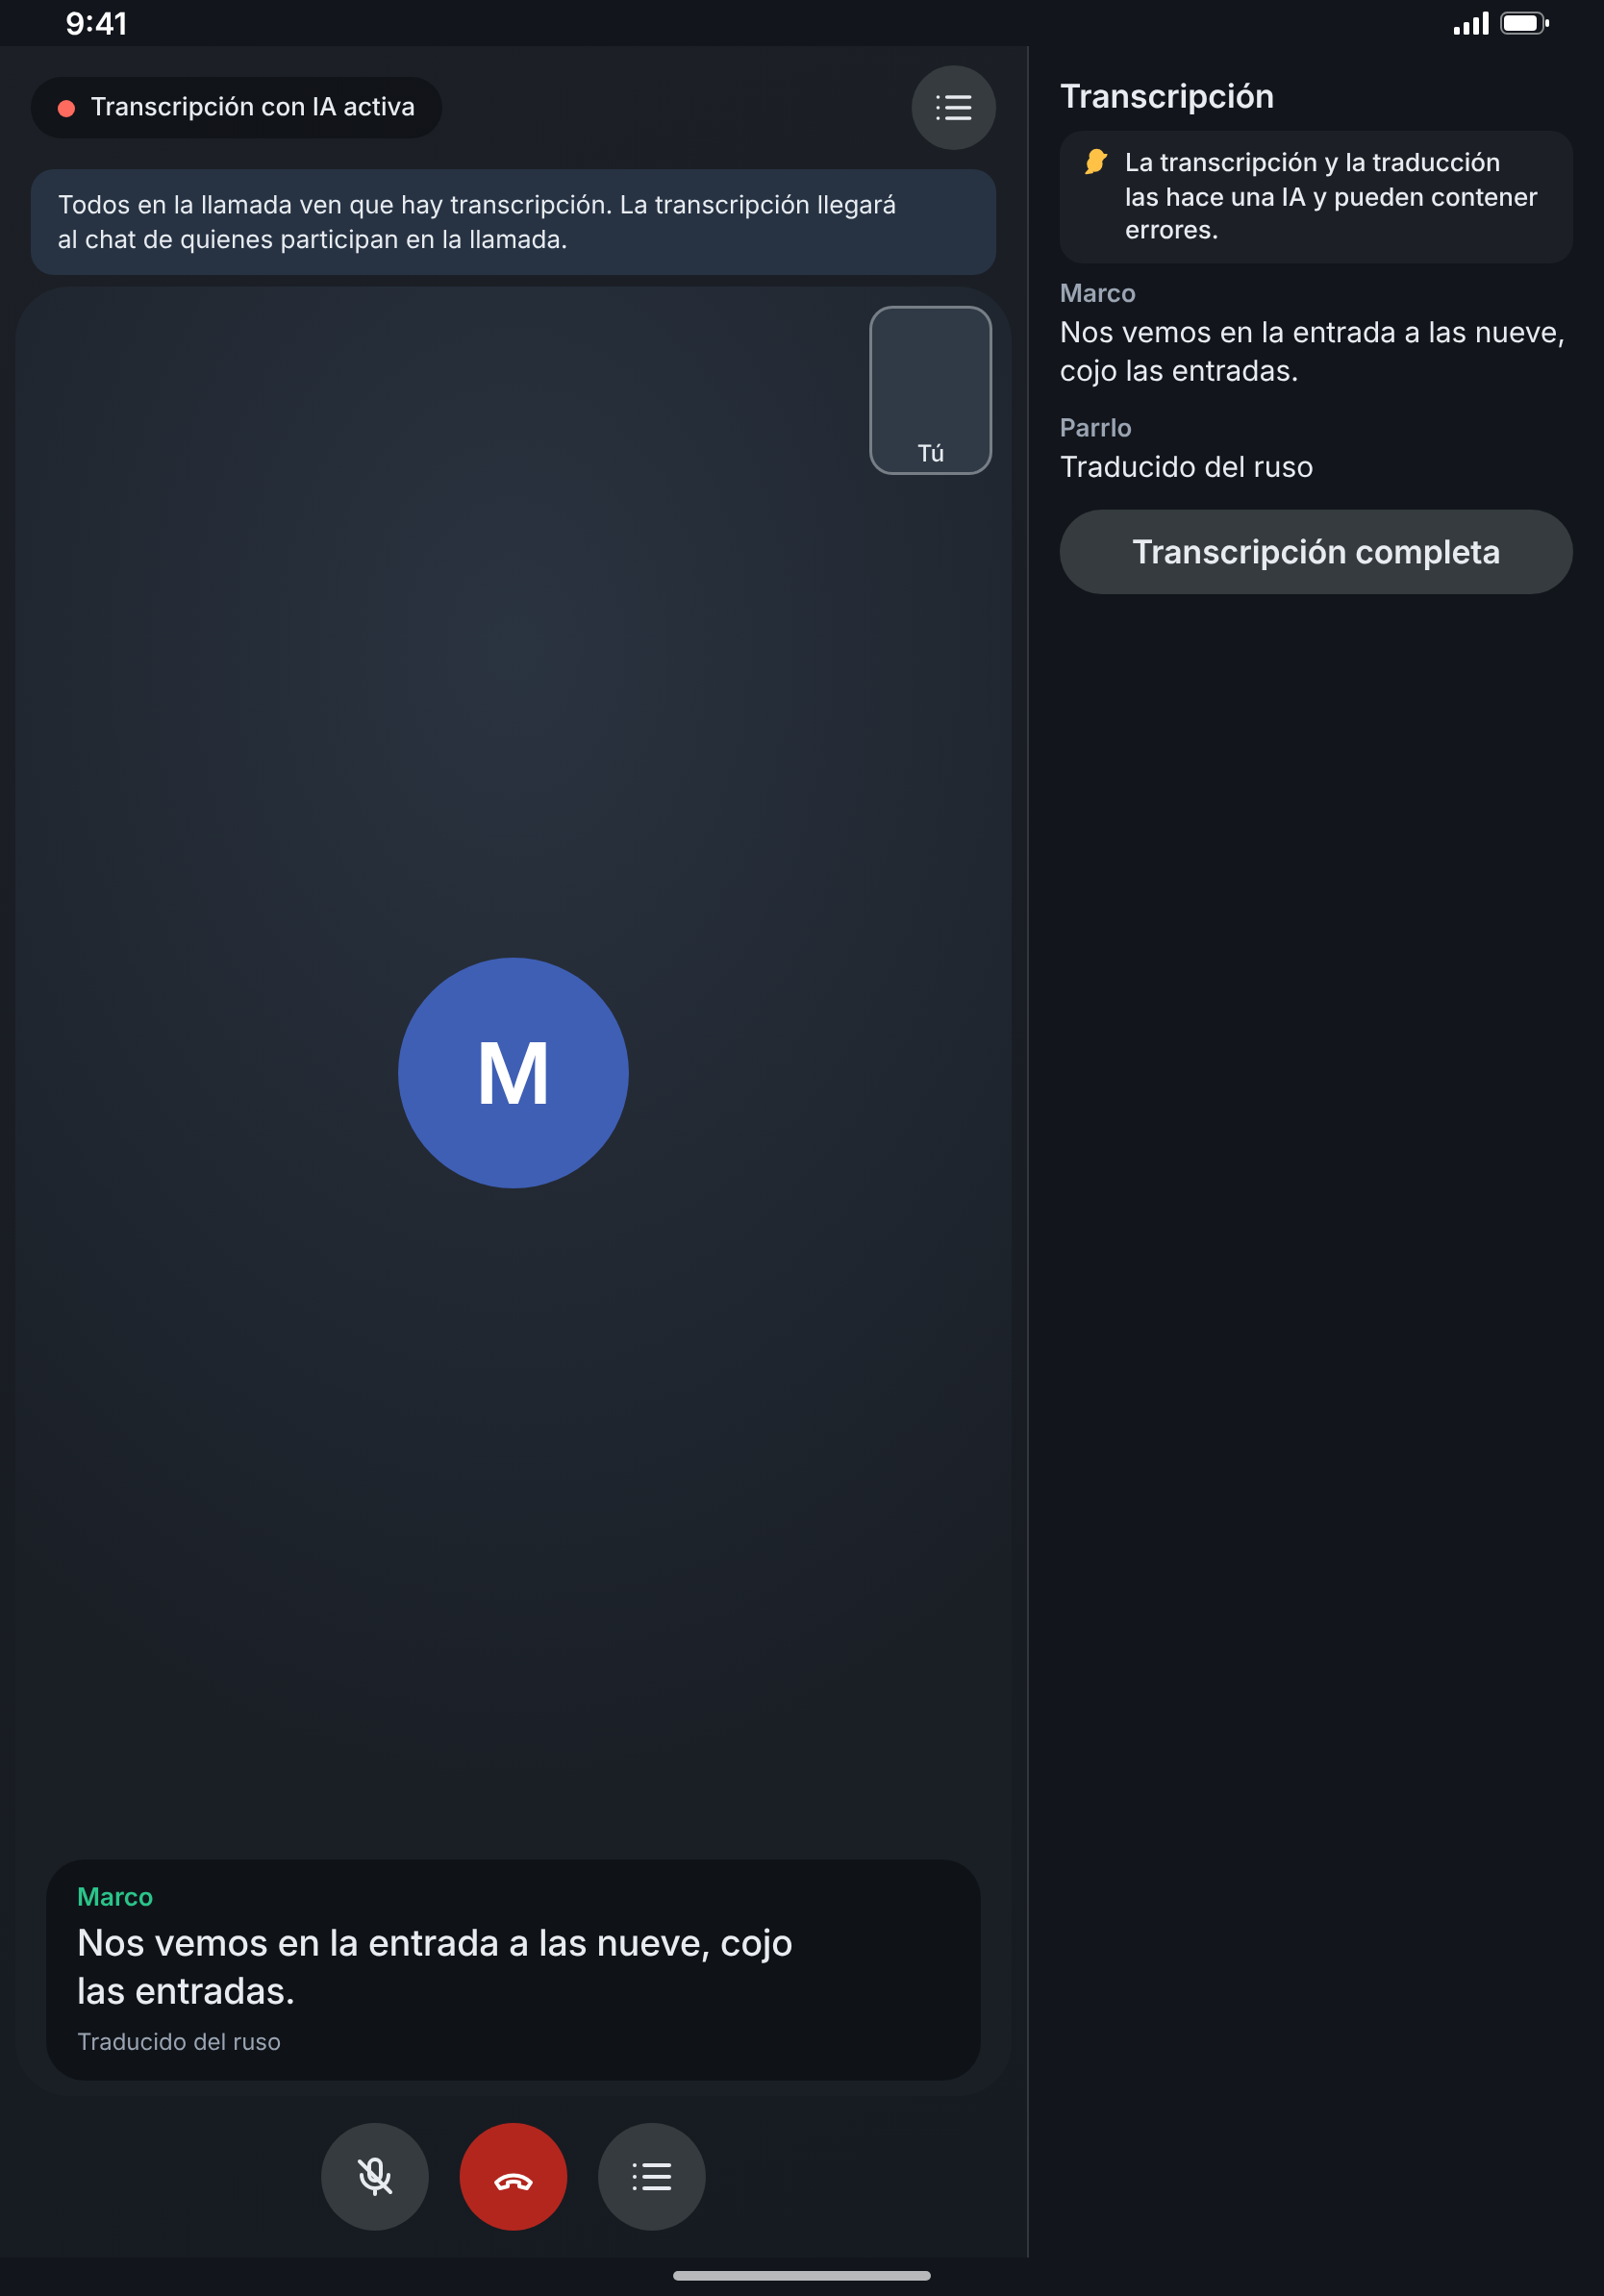 9:41
Transcripción con IA activa
Todos en la llamada ven que hay transcripción. La transcripción llegará
al chat de quienes participan en la llamada.
Tú
M
Marco
Nos vemos en la entrada a las nueve, cojo
las entradas.
Traducido del ruso
Transcripción
La transcripción y la traducción
las hace una IA y pueden contener
errores.
Marco
Nos vemos en la entrada a las nueve,
cojo las entradas.
Parrlo
Traducido del ruso
Transcripción completa